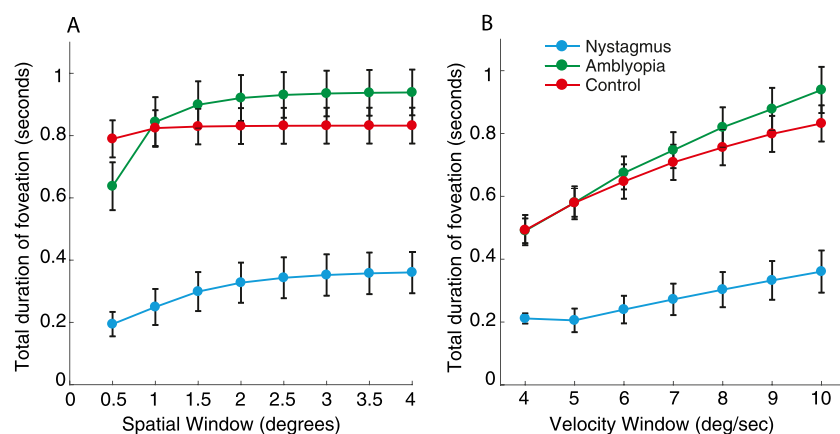 A
Total duration of foveation (seconds)
1
0.8
0.6
0.4
0.2
0
0 0.5 1 1.5 2 2.5 3 3.5 4
Spatial Window (degrees)
B
Nystagmus
Amblyopia
Control
Total duration of foveation (seconds)
1
0.8
0.6
0.4
0.2
0
4 5 6 7 8 9 10
Velocity Window (deg/sec)